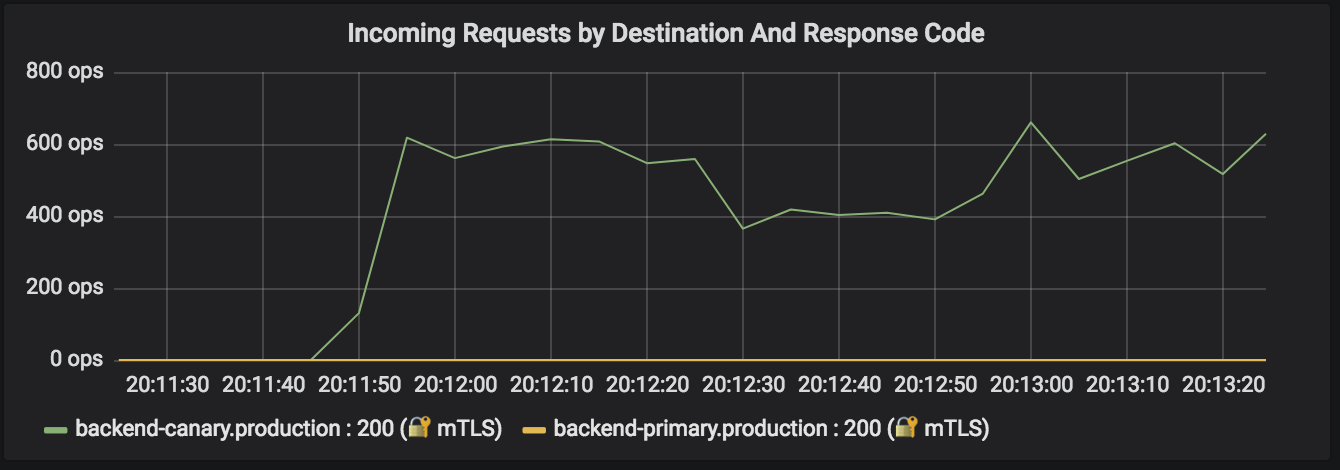 Incoming Requests by Destination And Response Code
800 ops
600 ops
400 ops
200 ops
0 ops
20:11:30 20:11:40 20:11:50 20:12:00 20:12:10 20:12:20 20:12:30 20:12:40 20:12:50 20:13:00 20:13:10 20:13:20
backend-canary.production : 200 (🔐 mTLS) backend-primary.production : 200 (🔐 mTLS)